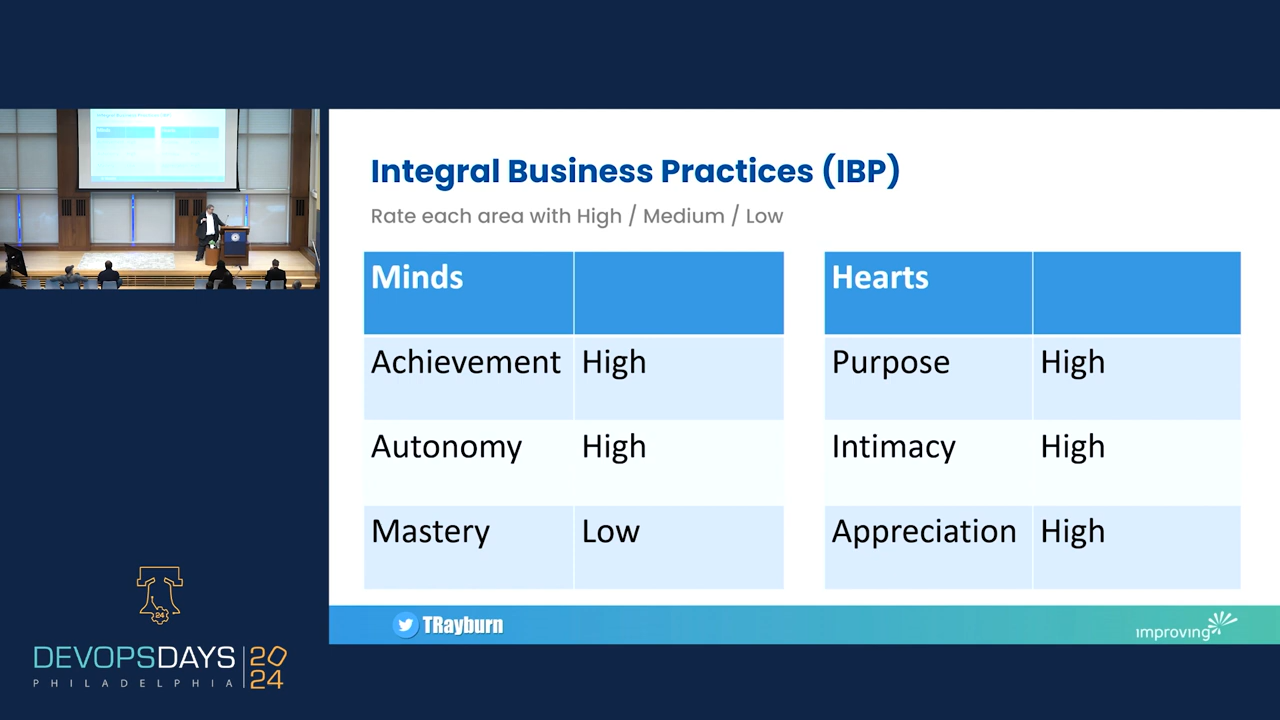 Integral Business Practices (IBP)
Rate each area with High / Medium / Low
Minds
Achievement High
Autonomy High
Mastery Low
Hearts
Purpose High
Intimacy High
Appreciation High
TRayburn
improving
24
DEVOPSDAYS 2024
PHILADELPHIA